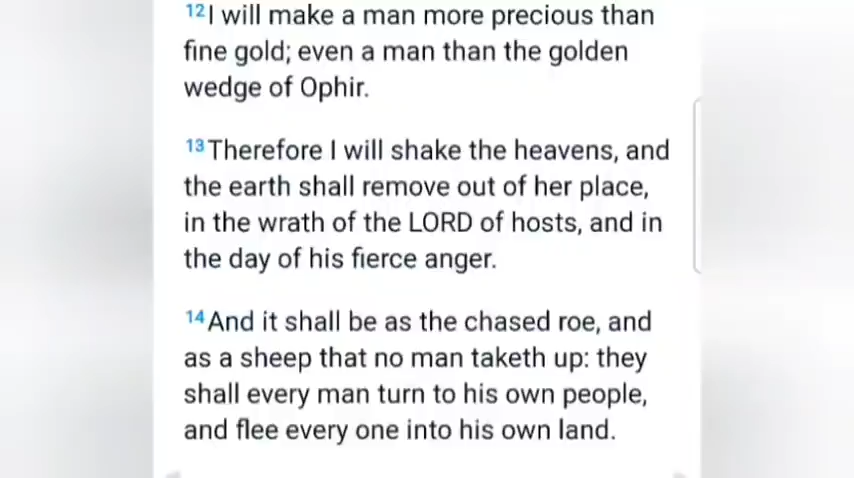 12I will make a man more precious than
fine gold; even a man than the golden
wedge of Ophir.
13Therefore I will shake the heavens, and
the earth shall remove out of her place,
in the wrath of the LORD of hosts, and in
the day of his fierce anger.
14And it shall be as the chased roe, and
as a sheep that no man taketh up: they
shall every man turn to his own people,
and flee every one into his own land.